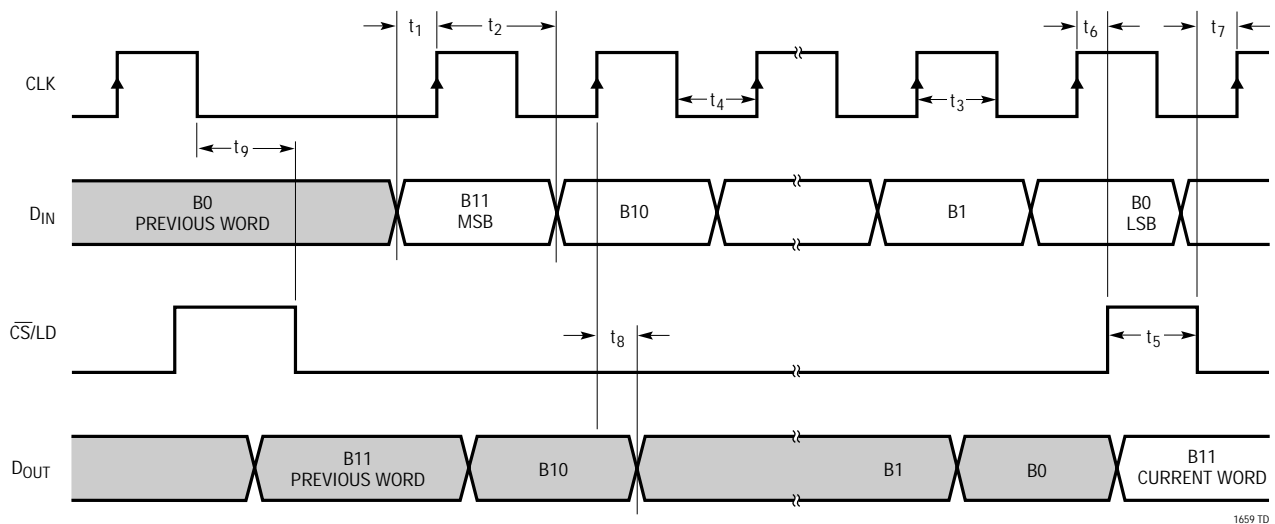 t1
t2
t6
t7
CLK
t4
t3
t9
DIN
B0
PREVIOUS WORD
B11
MSB
B10
B1
B0
LSB
CS/LD
t8
t5
DOUT
B11
PREVIOUS WORD
B10
B1
B0
B11
CURRENT WORD
1659 TD